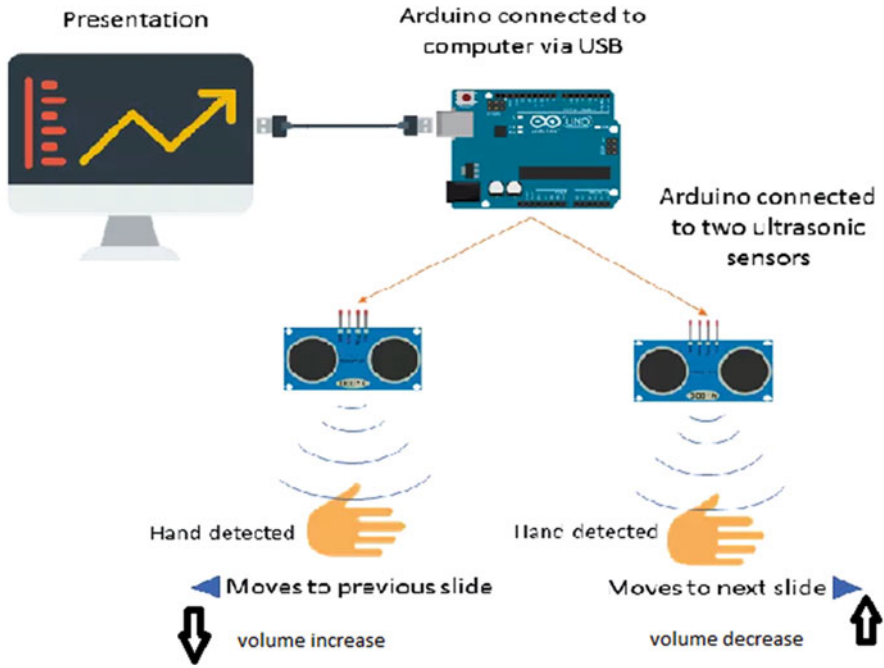 Presentation
Arduino connected to
computer via USB
UNO
Arduino connected
to two ultrasonic
sensors
Hand detected
Hand detected
Moves to previous slide
Moves to next slide
volume increase
volume decrease